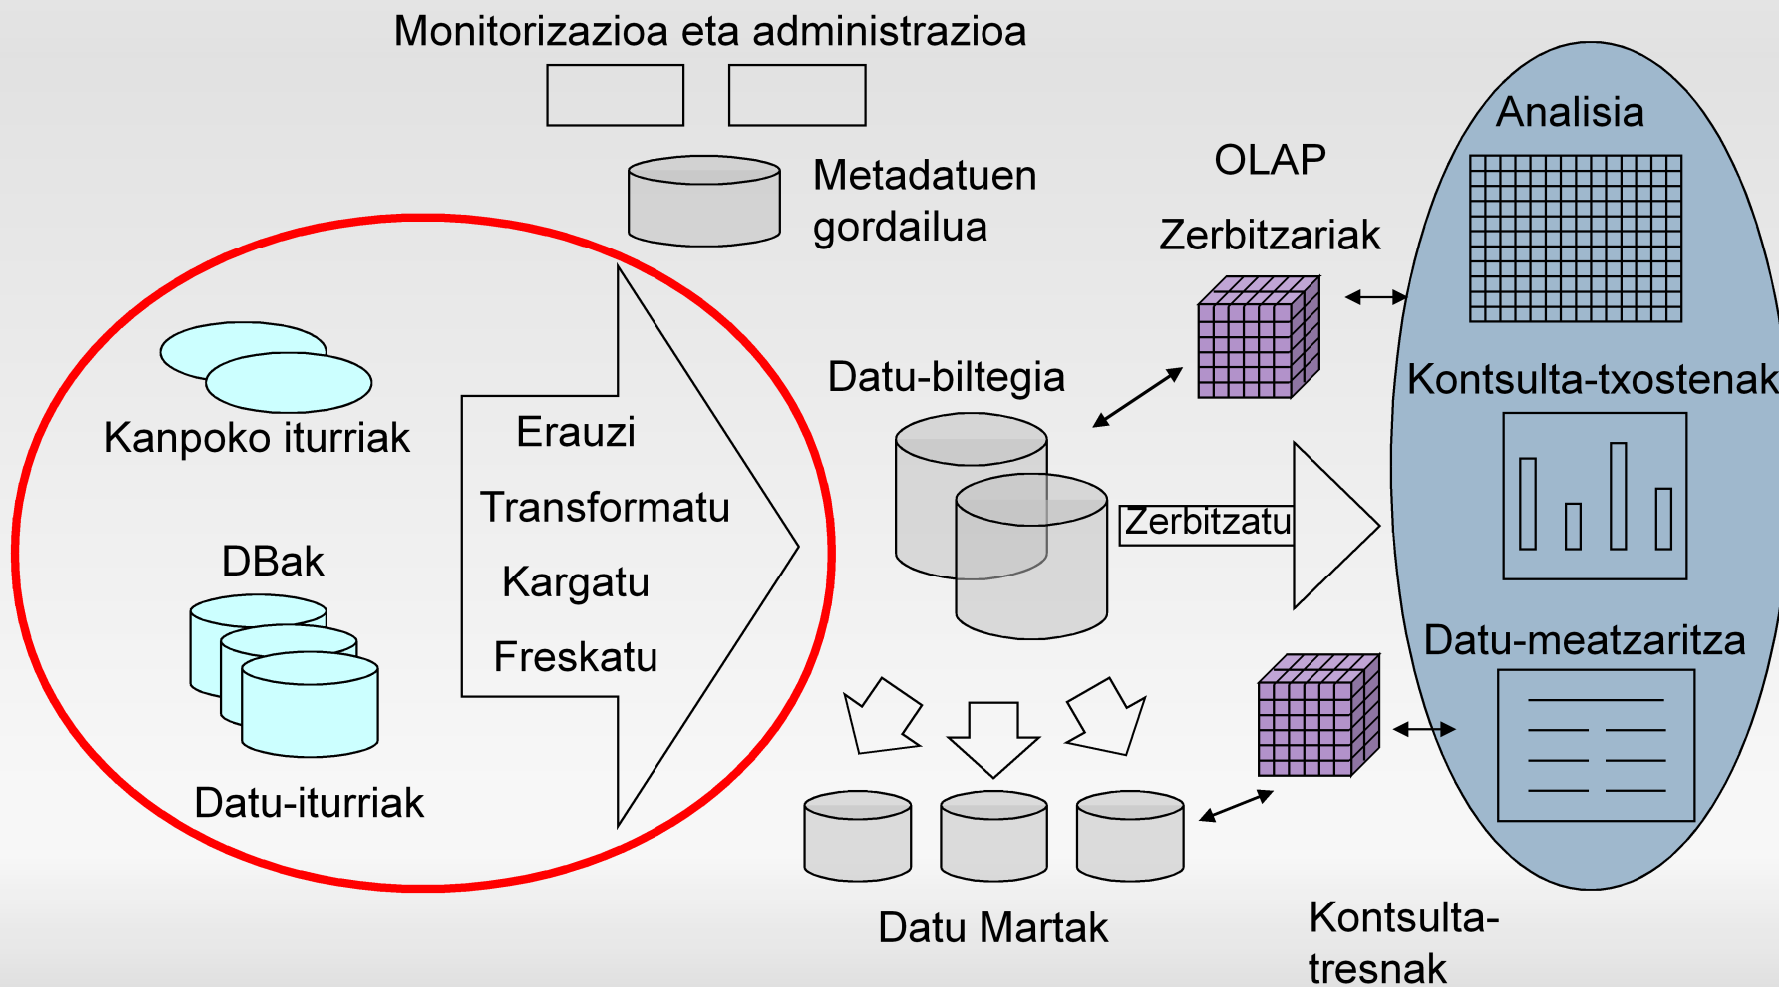 Monitorizazioa eta administrazioa
Metadatuen
gordailua
OLAP
Zerbitzariak
Analisia
Kanpoko iturriak
DBak
Datu-iturriak
Erauzi
Transformatu
Kargatu
Freskatu
Datu-biltegia
Zerbitzatu
Kontsulta-txostenak
Datu-meatzaritza
Datu Martak
Kontsulta-
tresnak